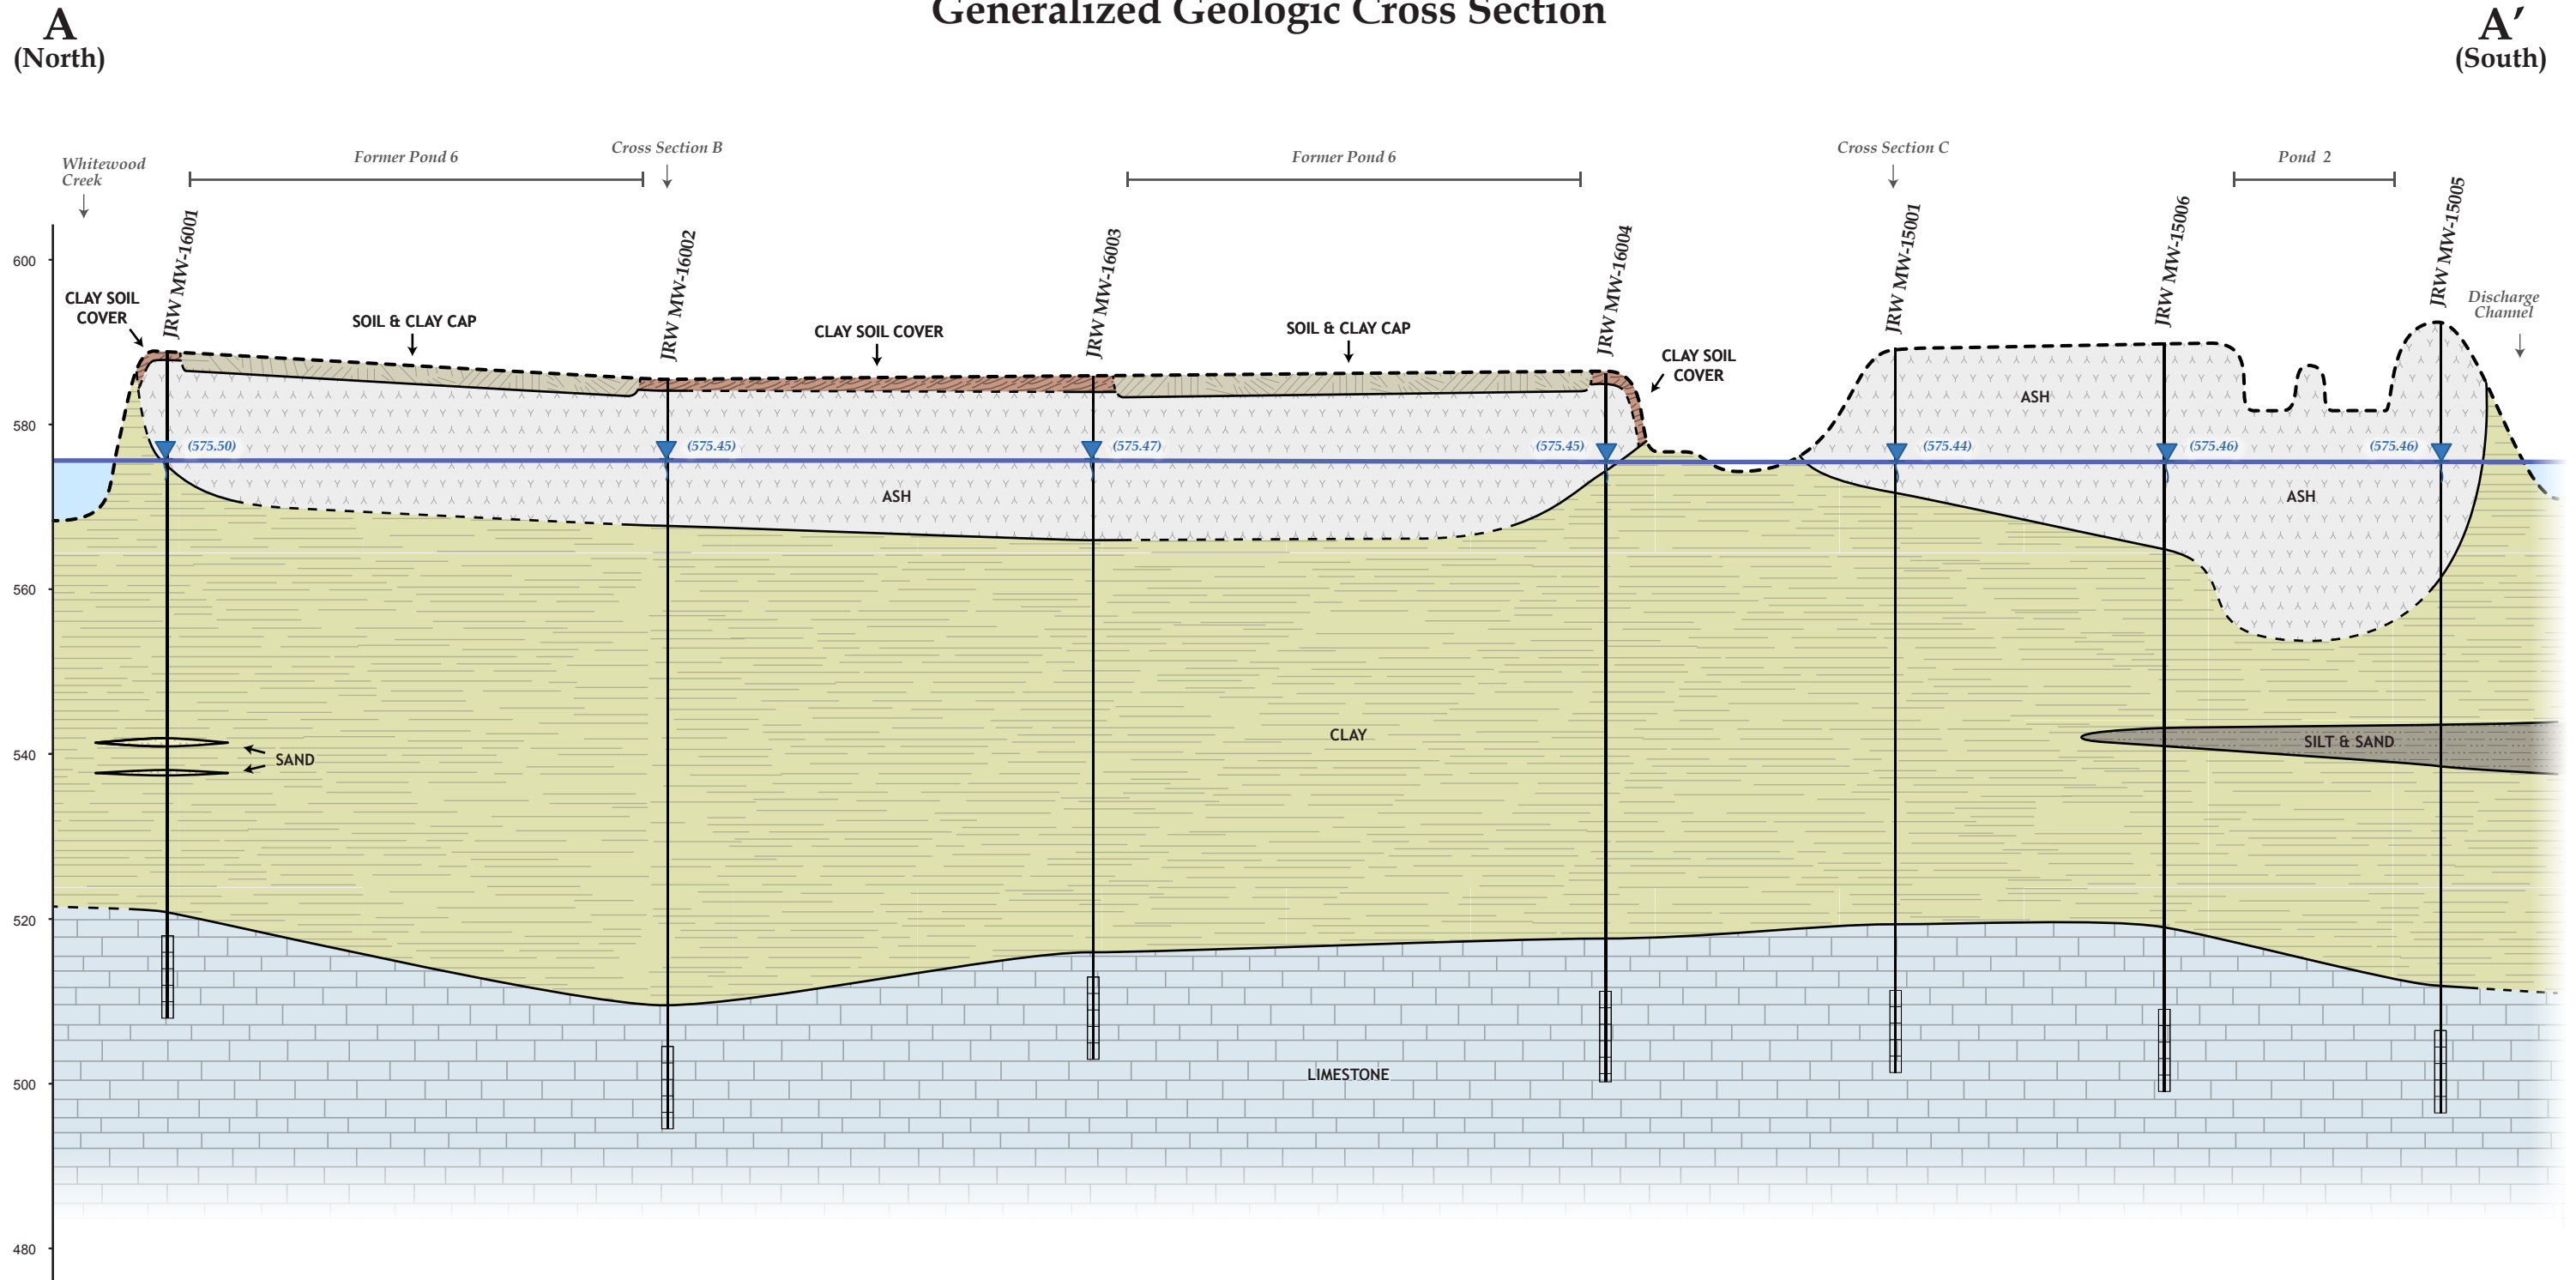 Generalized Geologic Cross Section
A
(North)
A′
(South)
Whitewood
Creek
Former Pond 6
Cross Section B
Former Pond 6
Cross Section C
Pond 2
Discharge
Channel
JRW MW-16001
JRW MW-16002
JRW MW-16003
JRW MW-16004
JRW MW-15001
JRW MW-15006
JRW MW-15005
600
580
560
540
520
500
480
CLAY SOIL
COVER
SOIL & CLAY CAP
CLAY SOIL COVER
SOIL & CLAY CAP
CLAY SOIL
COVER
ASH
(575.50)
(575.45)
(575.47)
(575.45)
(575.44)
(575.46)
(575.46)
ASH
ASH
SAND
CLAY
SILT & SAND
LIMESTONE